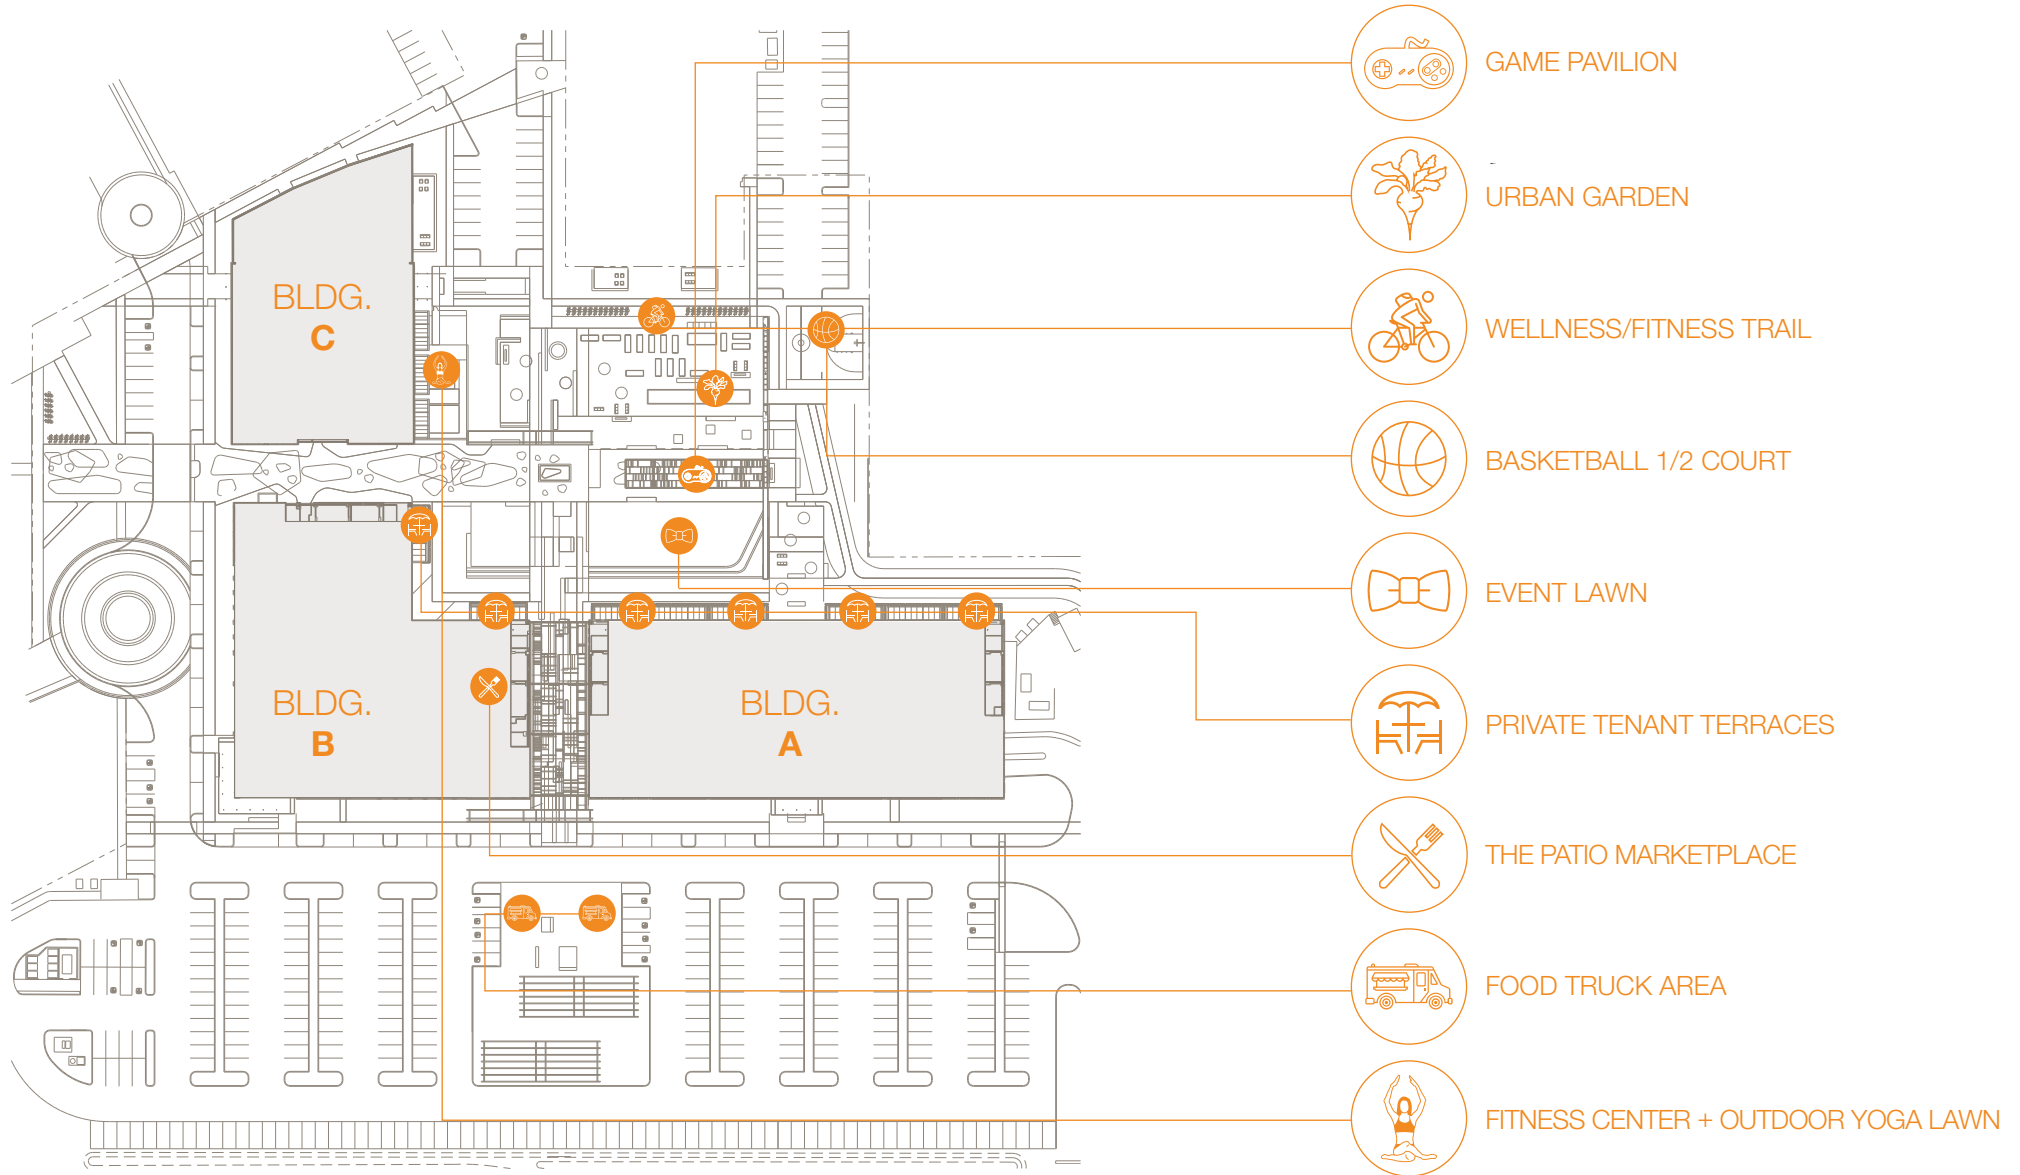 GAME PAVILION
URBAN GARDEN
WELLNESS/FITNESS TRAIL
BASKETBALL 1/2 COURT
EVENT LAWN
PRIVATE TENANT TERRACES
THE PATIO MARKETPLACE
FOOD TRUCK AREA
FITNESS CENTER + OUTDOOR YOGA LAWN
BLDG.
C
BLDG.
B
BLDG.
A